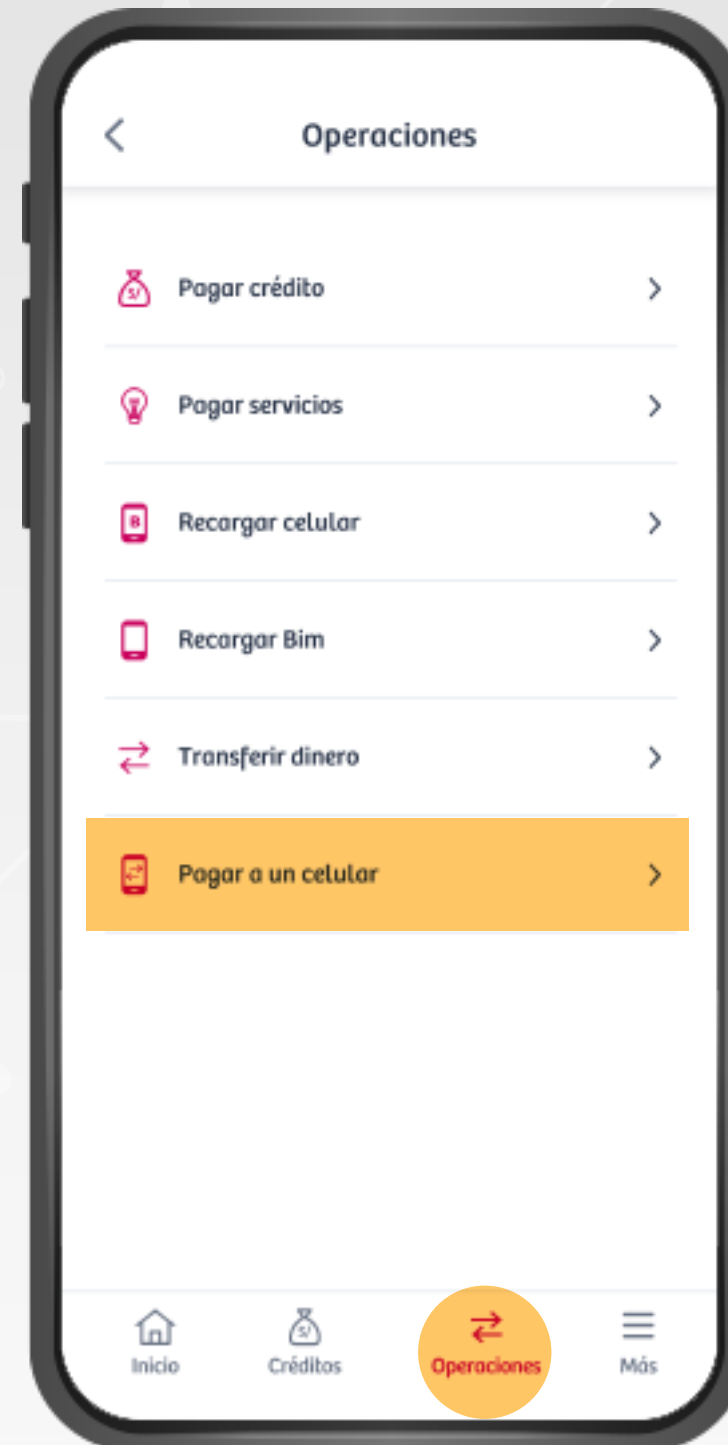 Operaciones
Pagar crédito
Pagar servicios
Recargar celular
Recargar Bim
Transferir dinero
Pagar a un celular
Inicio
Créditos
Operaciones
Más